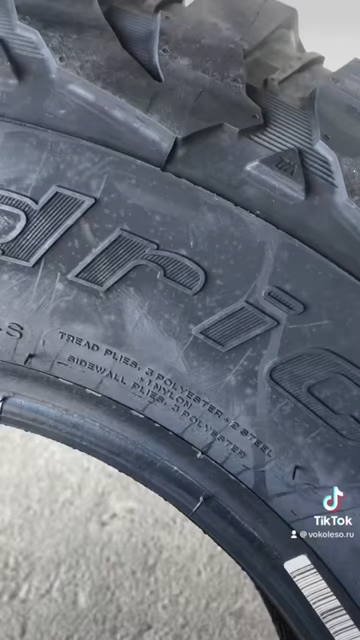 dric
S
TREAD PLIES: 3 POLYESTER + 2 STEEL
+ 1 NYLON
SIDEWALL PLIES: 3 POLYESTER
TikTok
@vokoleso.ru